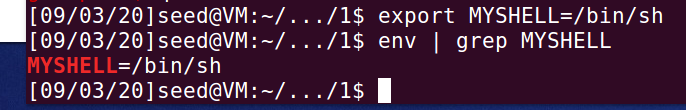 [09/03/20]seed@VM:~/.../1$ export MYSHELL=/bin/sh
[09/03/20]seed@VM:~/.../1$ env | grep MYSHELL
MYSHELL=/bin/sh
[09/03/20]seed@VM:~/.../1$